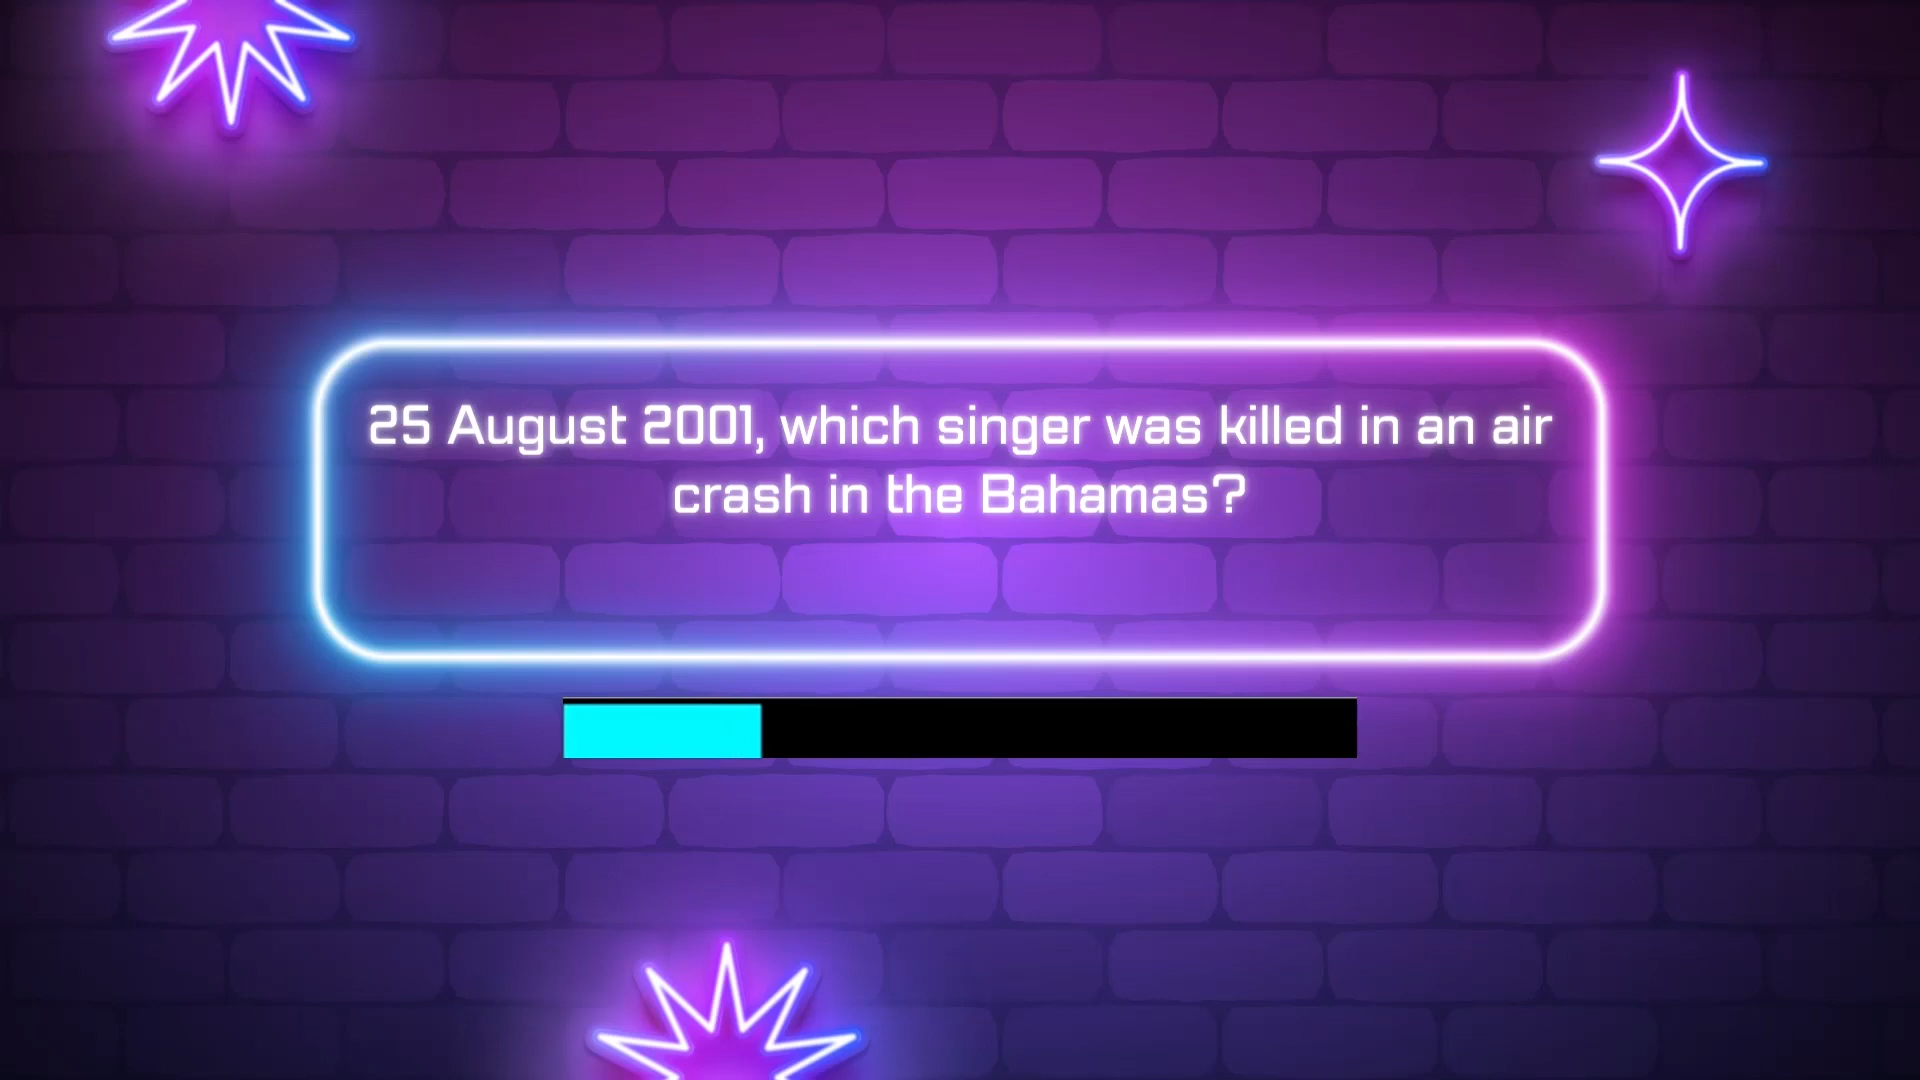 25 August 2001, which singer was killed in an air
crash in the Bahamas?